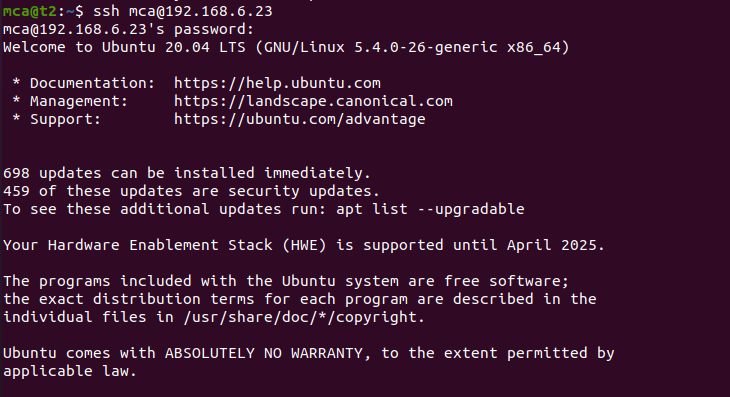 mca@t2:~$ ssh mca@192.168.6.23
mca@192.168.6.23's password:
Welcome to Ubuntu 20.04 LTS (GNU/Linux 5.4.0-26-generic x86_64)

 * Documentation:  https://help.ubuntu.com
 * Management:     https://landscape.canonical.com
 * Support:        https://ubuntu.com/advantage


698 updates can be installed immediately.
459 of these updates are security updates.
To see these additional updates run: apt list --upgradable

Your Hardware Enablement Stack (HWE) is supported until April 2025.

The programs included with the Ubuntu system are free software;
the exact distribution terms for each program are described in the
individual files in /usr/share/doc/*/copyright.

Ubuntu comes with ABSOLUTELY NO WARRANTY, to the extent permitted by
applicable law.